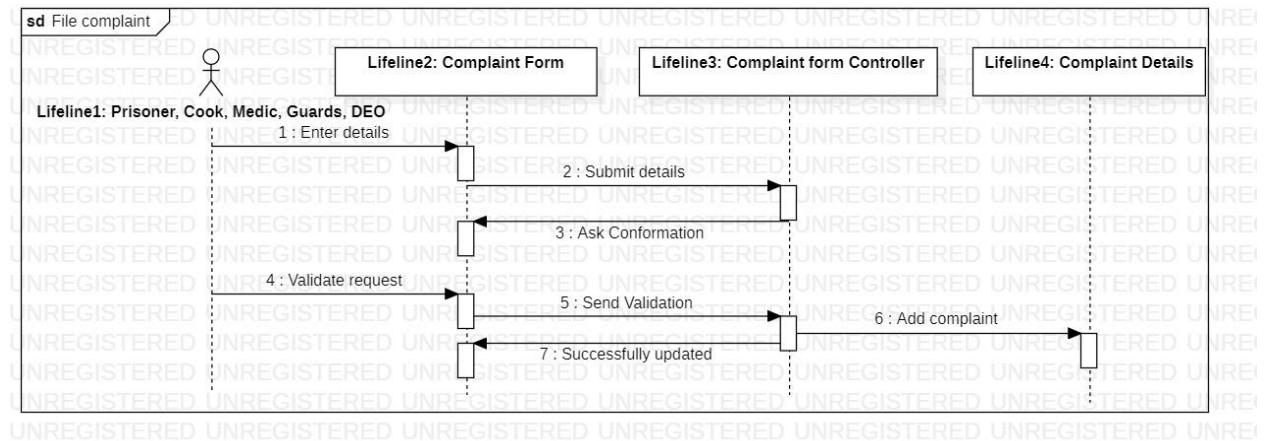 sd File complaint
Lifeline2: Complaint Form
Lifeline3: Complaint form Controller
Lifeline4: Complaint Details
Lifeline1: Prisoner, Cook, Medic, Guards, DEO
1 : Enter details
2 : Submit details
3 : Ask Conformation
4 : Validate request
5 : Send Validation
6 : Add complaint
7 : Successfully updated
UNREGISTERED UNREGISTERED UNREGISTERED UNREGISTERED UNREGISTERED UNREGISTERED